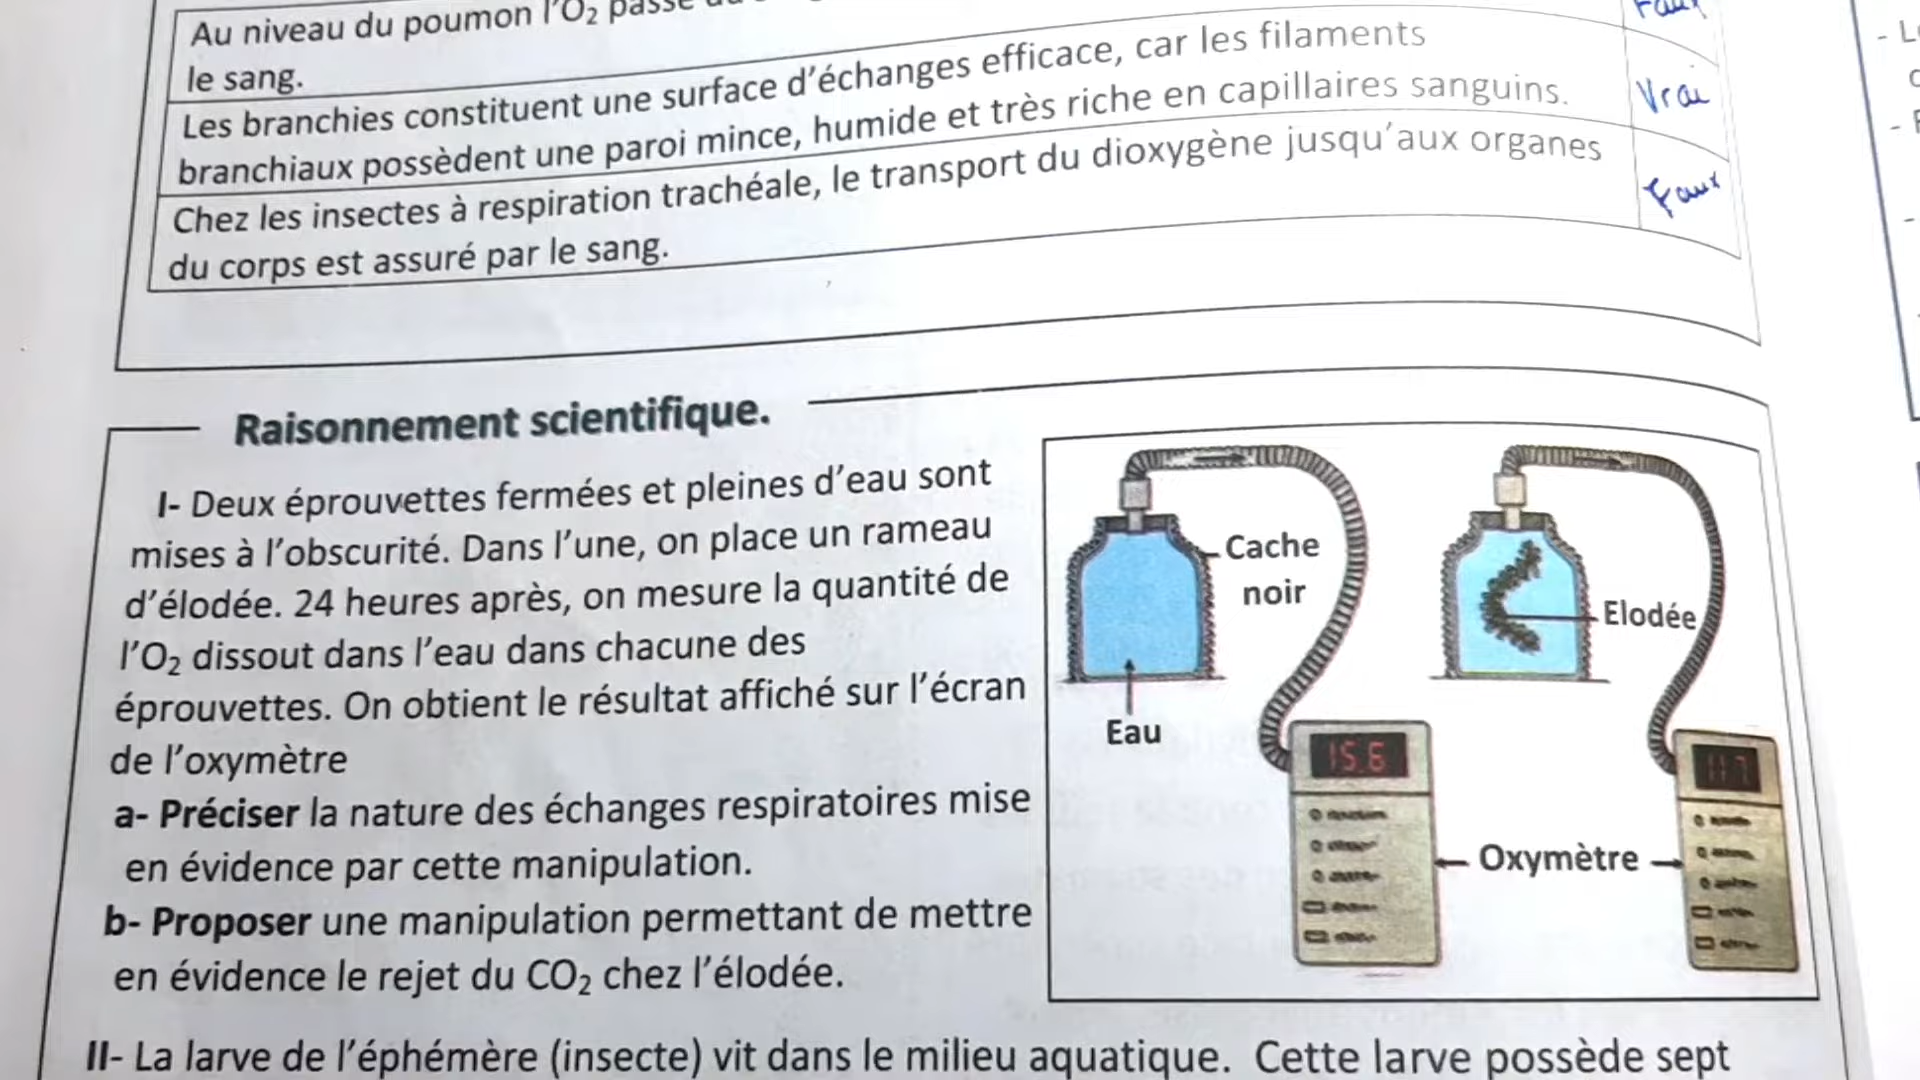 Au niveau du poumon l'O₂ passe
le sang.
Faux
Les branchies constituent une surface d'échanges efficace, car les filaments
branchiaux possèdent une paroi mince, humide et très riche en capillaires sanguins.
Vrai
Chez les insectes à respiration trachéale, le transport du dioxygène jusqu'aux organes
du corps est assuré par le sang.
Faux
Raisonnement scientifique.
I- Deux éprouvettes fermées et pleines d'eau sont
mises à l'obscurité. Dans l'une, on place un rameau
d'élodée. 24 heures après, on mesure la quantité de
l'O₂ dissout dans l'eau dans chacune des
éprouvettes. On obtient le résultat affiché sur l'écran
de l'oxymètre
a- Préciser la nature des échanges respiratoires mise
en évidence par cette manipulation.
b- Proposer une manipulation permettant de mettre
en évidence le rejet du CO₂ chez l'élodée.
Cache
noir
Elodée
Eau
15.6
Oxymètre
II- La larve de l'éphémère (insecte) vit dans le milieu aquatique. Cette larve possède sept